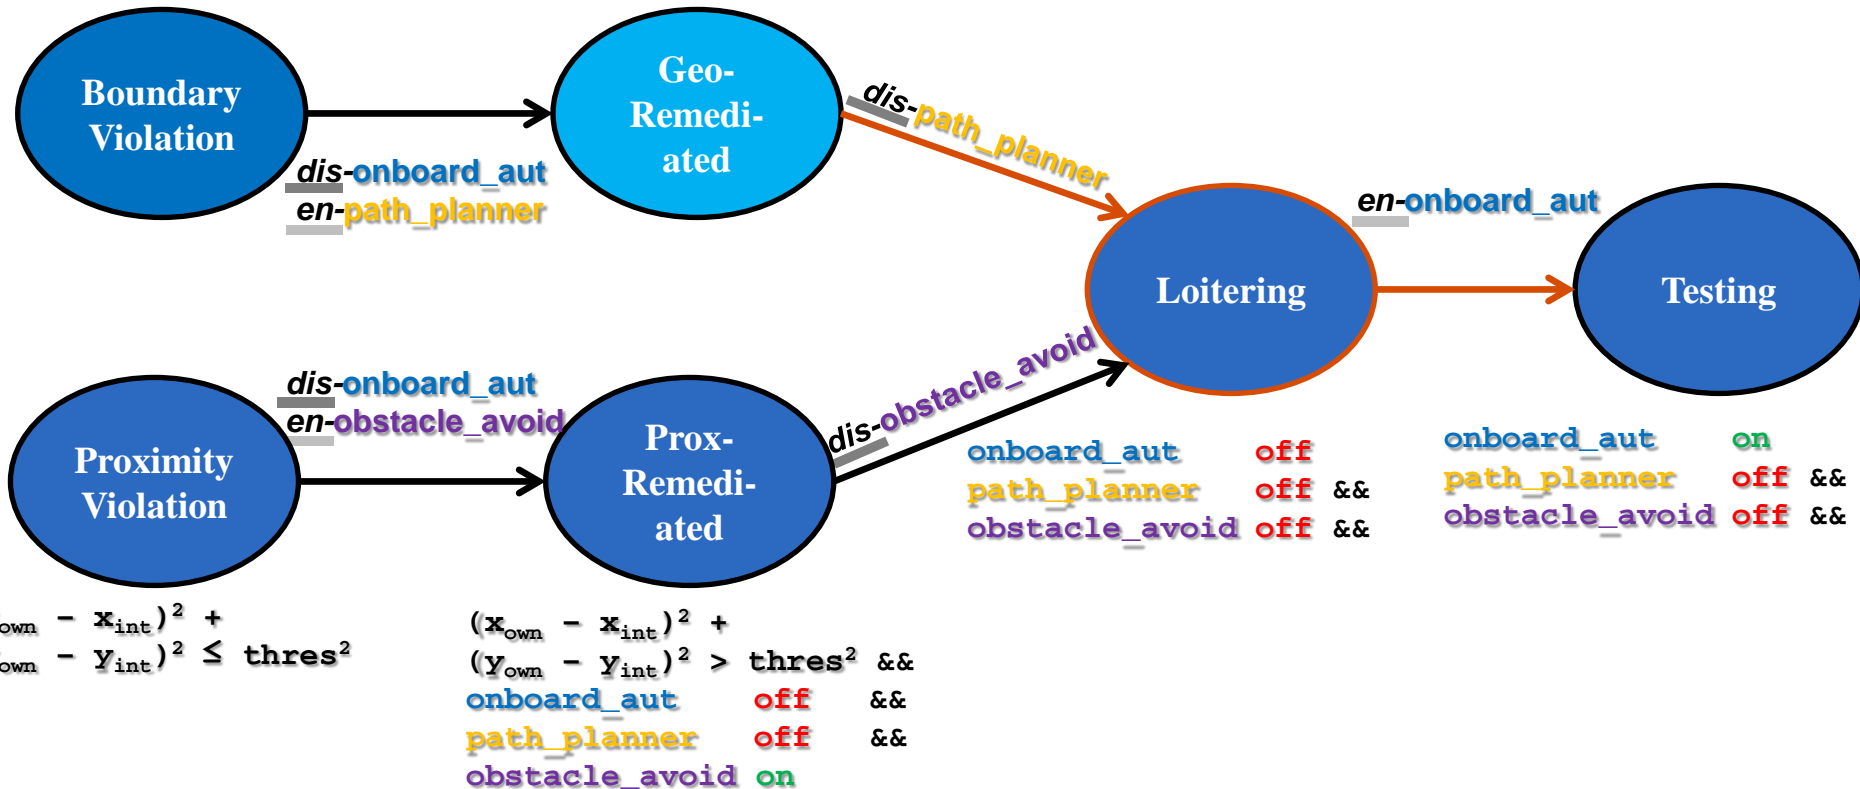 Boundary
Violation
Geo-
Remedi-
ated
dis-onboard_aut
en-path_planner
dis-path_planner
Loitering
en-onboard_aut
Testing
Proximity
Violation
dis-onboard_aut
en-obstacle_avoid
Prox-
Remedi-
ated
dis-obstacle_avoid
onboard_aut off
path_planner off &&
obstacle_avoid off &&
onboard_aut on
path_planner off &&
obstacle_avoid off &&
own - xint)² +
own - yint)² ≤ thres²
(xown - xint)² +
(yown - yint)² > thres² &&
onboard_aut off &&
path_planner off &&
obstacle_avoid on